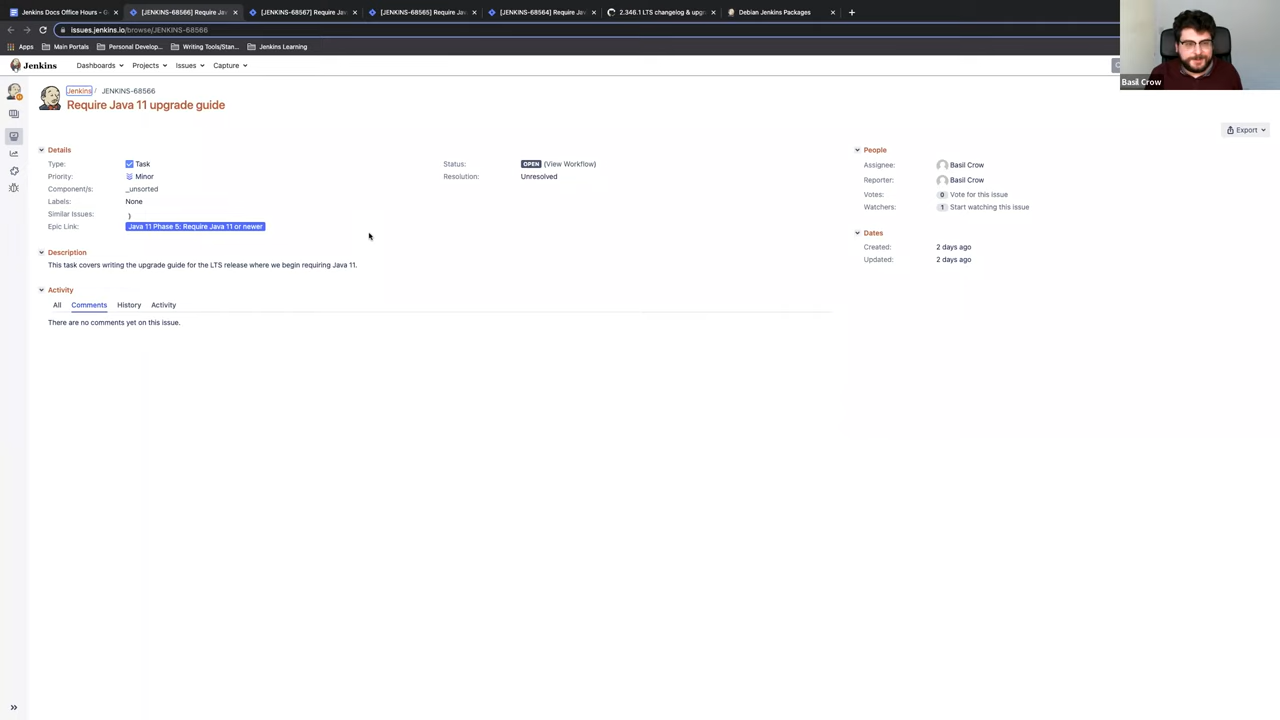 Jenkins Docs Office Hours - G
[JENKINS-68566] Require Jav
[JENKINS-68567] Require Jav
[JENKINS-68565] Require Jav
[JENKINS-68564] Require Jav
2.346.1 LTS changelog & upgr
Debian Jenkins Packages
issues.jenkins.io/browse/JENKINS-68566
Apps
Main Portals
Personal Develop...
Writing Tools/Stan...
Jenkins Learning
Basil Crow
Jenkins
Dashboards
Projects
Issues
Capture
Jenkins / JENKINS-68566
Require Java 11 upgrade guide
Export
Details
Type: Task
Priority: Minor
Component/s: _unsorted
Labels: None
Similar Issues: )
Epic Link: Java 11 Phase 5: Require Java 11 or newer
Status: OPEN (View Workflow)
Resolution: Unresolved
People
Assignee: Basil Crow
Reporter: Basil Crow
Votes: 0 Vote for this issue
Watchers: 1 Start watching this issue
Dates
Created: 2 days ago
Updated: 2 days ago
Description
This task covers writing the upgrade guide for the LTS release where we begin requiring Java 11.
Activity
All
Comments
History
Activity
There are no comments yet on this issue.